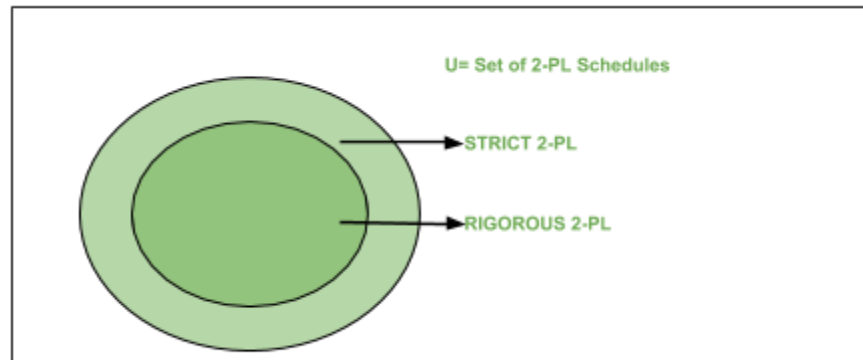 U= Set of 2-PL Schedules
STRICT 2-PL
RIGOROUS 2-PL